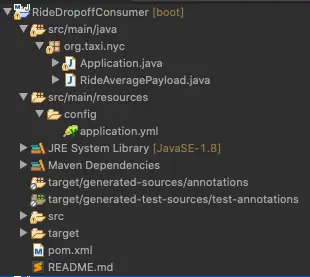 RideDropoffConsumer [boot]
src/main/java
org.taxi.nyc
Application.java
RideAveragePayload.java
src/main/resources
config
application.yml
JRE System Library [JavaSE-1.8]
Maven Dependencies
target/generated-sources/annotations
target/generated-test-sources/test-annotations
src
target
pom.xml
README.md